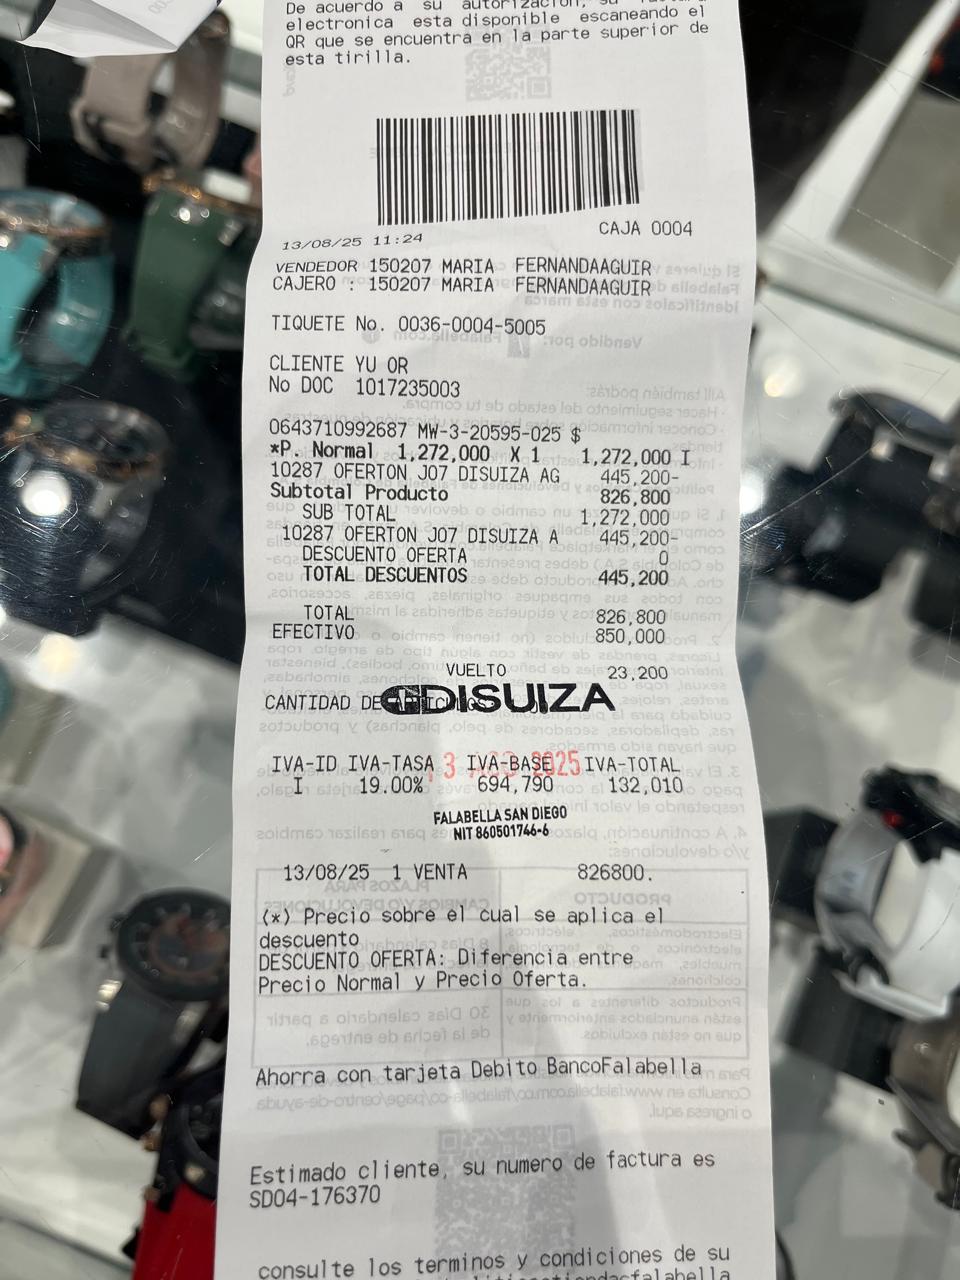 De acuerdo a su autorización, su factura
electronica esta disponible escaneando el
QR que se encuentra en la parte superior de
esta tirilla.
13/08/25 11:24
CAJA 0004
VENDEDOR 150207 MARIA FERNANDAAGUIR
CAJERO : 150207 MARIA FERNANDAAGUIR
TIQUETE No. 0036-0004-5005
CLIENTE YU OR
No DOC 1017235003
0643710992687 MW-3-20595-025 $
*P. Normal 1,272,000 X 1 1,272,000 I
10287 OFERTON J07 DISUIZA AG 445,200-
Subtotal Producto 826,800
SUB TOTAL 1,272,000
10287 OFERTON J07 DISUIZA A 445,200-
DESCUENTO OFERTA 0
TOTAL DESCUENTOS 445,200
TOTAL 826,800
EFECTIVO 850,000
VUELTO 23,200
CANTIDAD DE
DISUIZA
IVA-ID IVA-TASA IVA-BASE IVA-TOTAL
3 AGO 2025
I 19.00% 694,790 132,010
FALABELLA SAN DIEGO
NIT 860501746-6
13/08/25 1 VENTA 826800.
(*) Precio sobre el cual se aplica el
descuento
DESCUENTO OFERTA: Diferencia entre
Precio Normal y Precio Oferta.
Ahorra con tarjeta Debito BancoFalabella
Estimado cliente, su numero de factura es
SD04-176370
consulte los terminos y condiciones de su